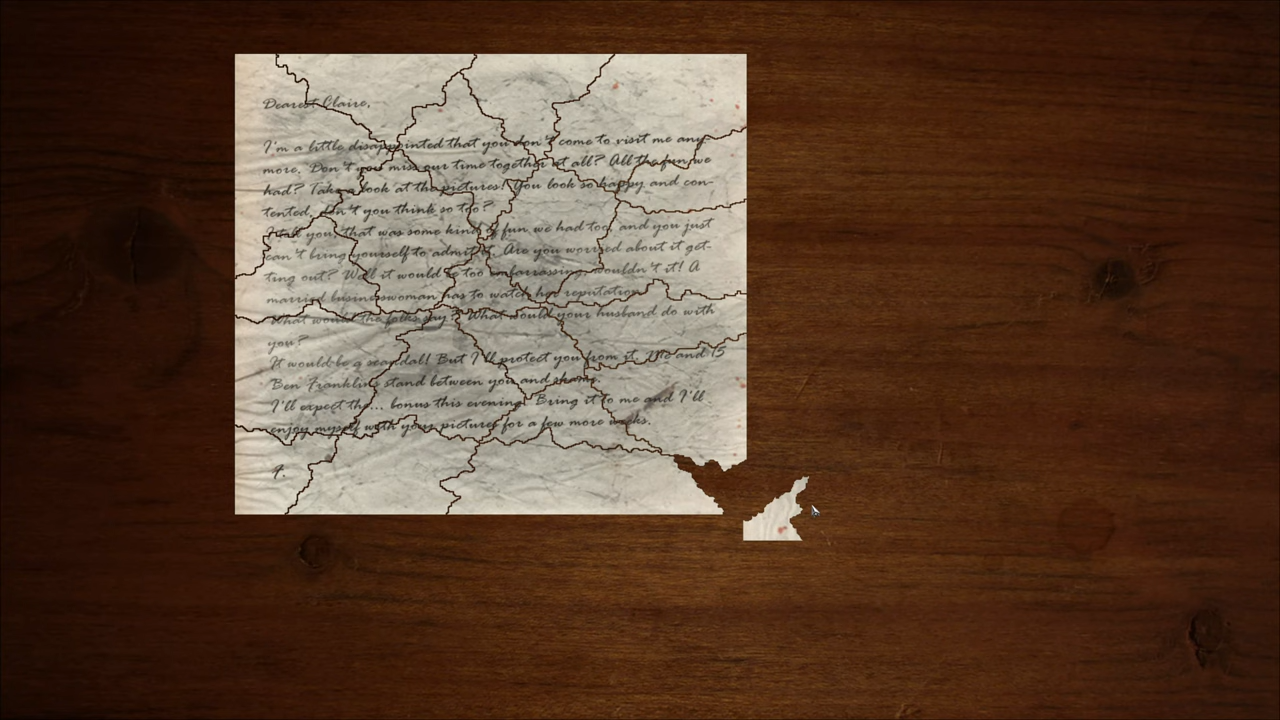 Dearest Claire,
I'm a little disappointed that you don't come to visit me any-
more. Don't you miss our time together at all? All the fun we
had? Take a look at the pictures! You look so happy and con-
tented, don't you think so too?
Mind you, that was some kind of fun we had too, and you just
can't bring yourself to admit it. Are you worried about it get-
ting out? Well it would be too embarrassing, wouldn't it! A
married businesswoman has to watch her reputation.
What would the folks say? What would your husband do with
you?
It would be a scandal! But I'll protect you from it. Me and 15
Ben Franklins stand between you and shame.
I'll expect the... bonus this evening. Bring it to me and I'll
enjoy myself with your pictures for a few more weeks.